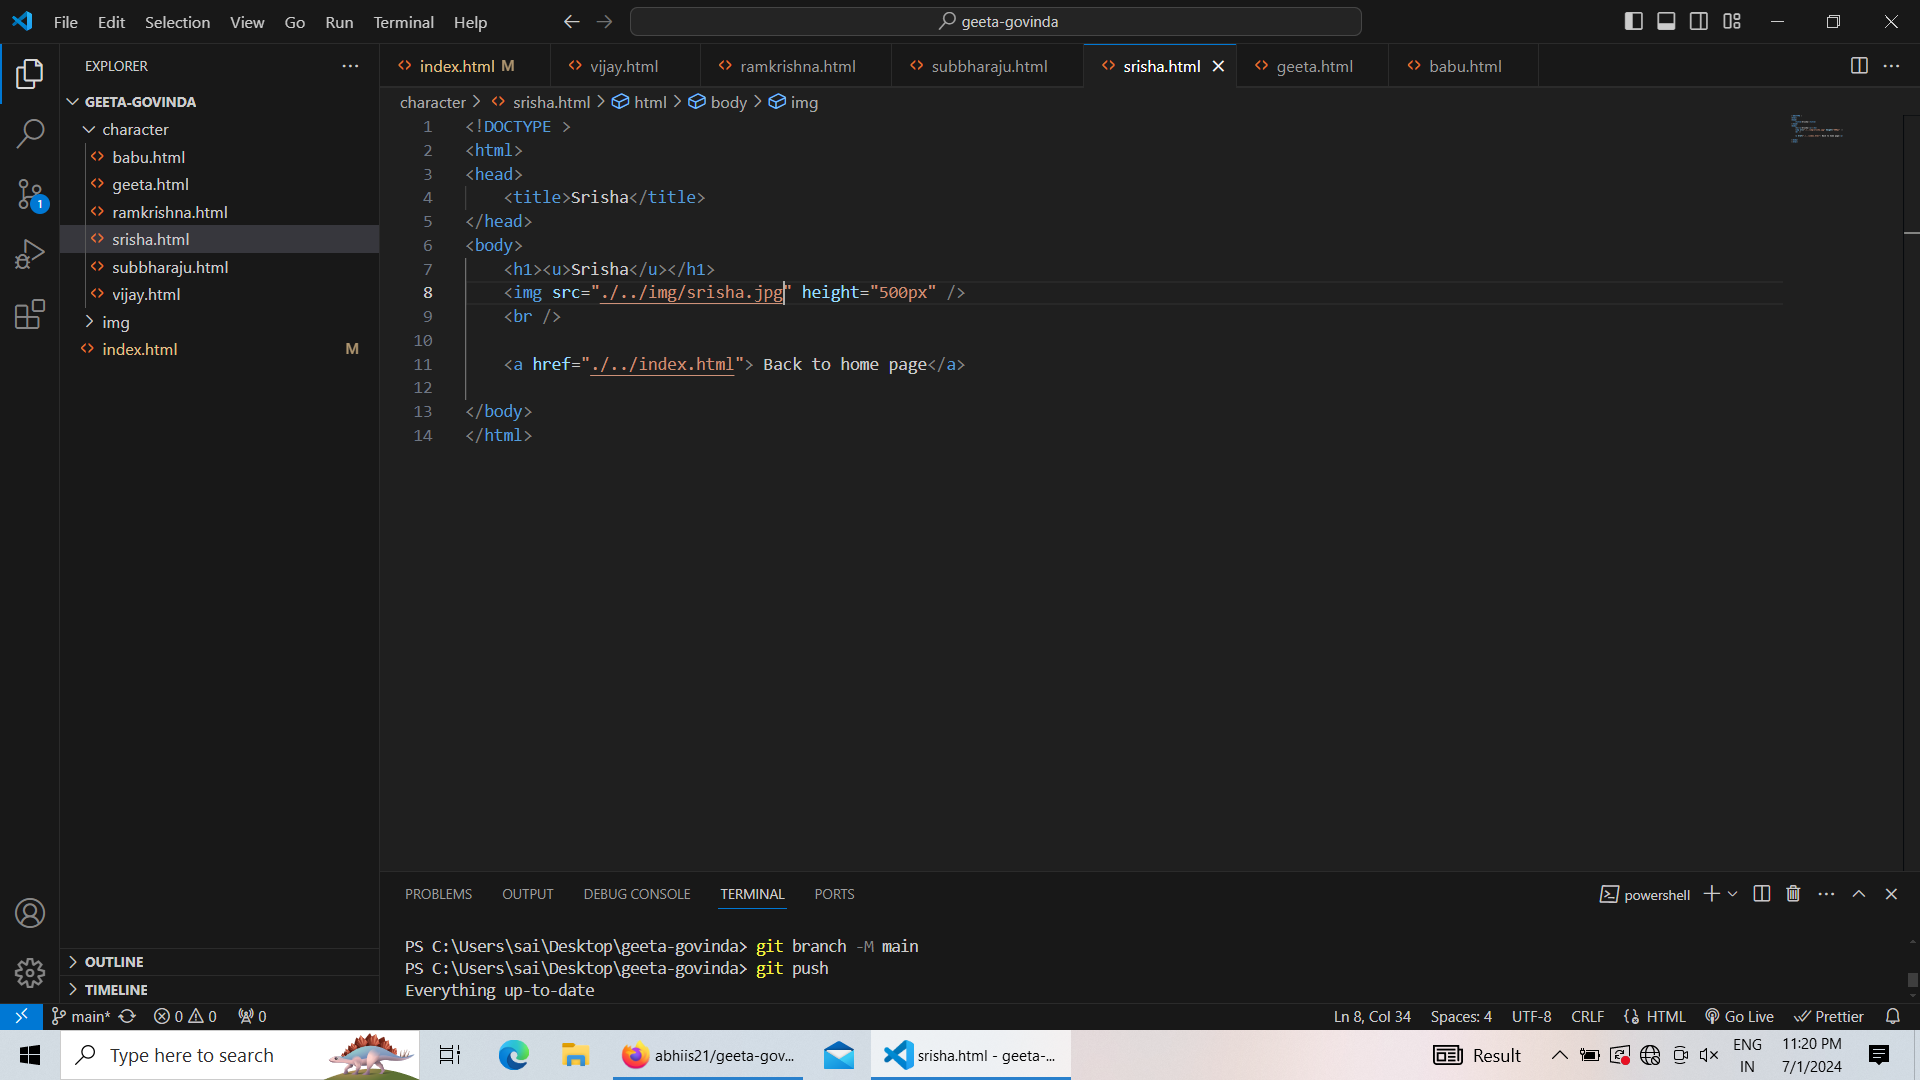 File Edit Selection View Go Run Terminal Help
geeta-govinda
EXPLORER
GEETA-GOVINDA
character
babu.html
geeta.html
1
ramkrishna.html
srisha.html
subbharaju.html
vijay.html
img
index.html M
OUTLINE
TIMELINE
index.html M vijay.html ramkrishna.html subbharaju.html srisha.html geeta.html babu.html
character > srisha.html > html > body > img
1 <!DOCTYPE >
2 <html>
3 <head>
4 <title>Srisha</title>
5 </head>
6 <body>
7 <h1><u>Srisha</u></h1>
8 <img src="./../img/srisha.jpg" height="500px" />
9 <br />
10
11 <a href="./../index.html"> Back to home page</a>
12
13 </body>
14 </html>
PROBLEMS OUTPUT DEBUG CONSOLE TERMINAL PORTS
powershell
PS C:\Users\sai\Desktop\geeta-govinda> git branch -M main
PS C:\Users\sai\Desktop\geeta-govinda> git push
Everything up-to-date
main* 0 0 0
Ln 8, Col 34 Spaces: 4 UTF-8 CRLF HTML Go Live Prettier
Type here to search
abhiis21/geeta-gov...
srisha.html - geeta-...
Result
ENG
IN
11:20 PM
7/1/2024